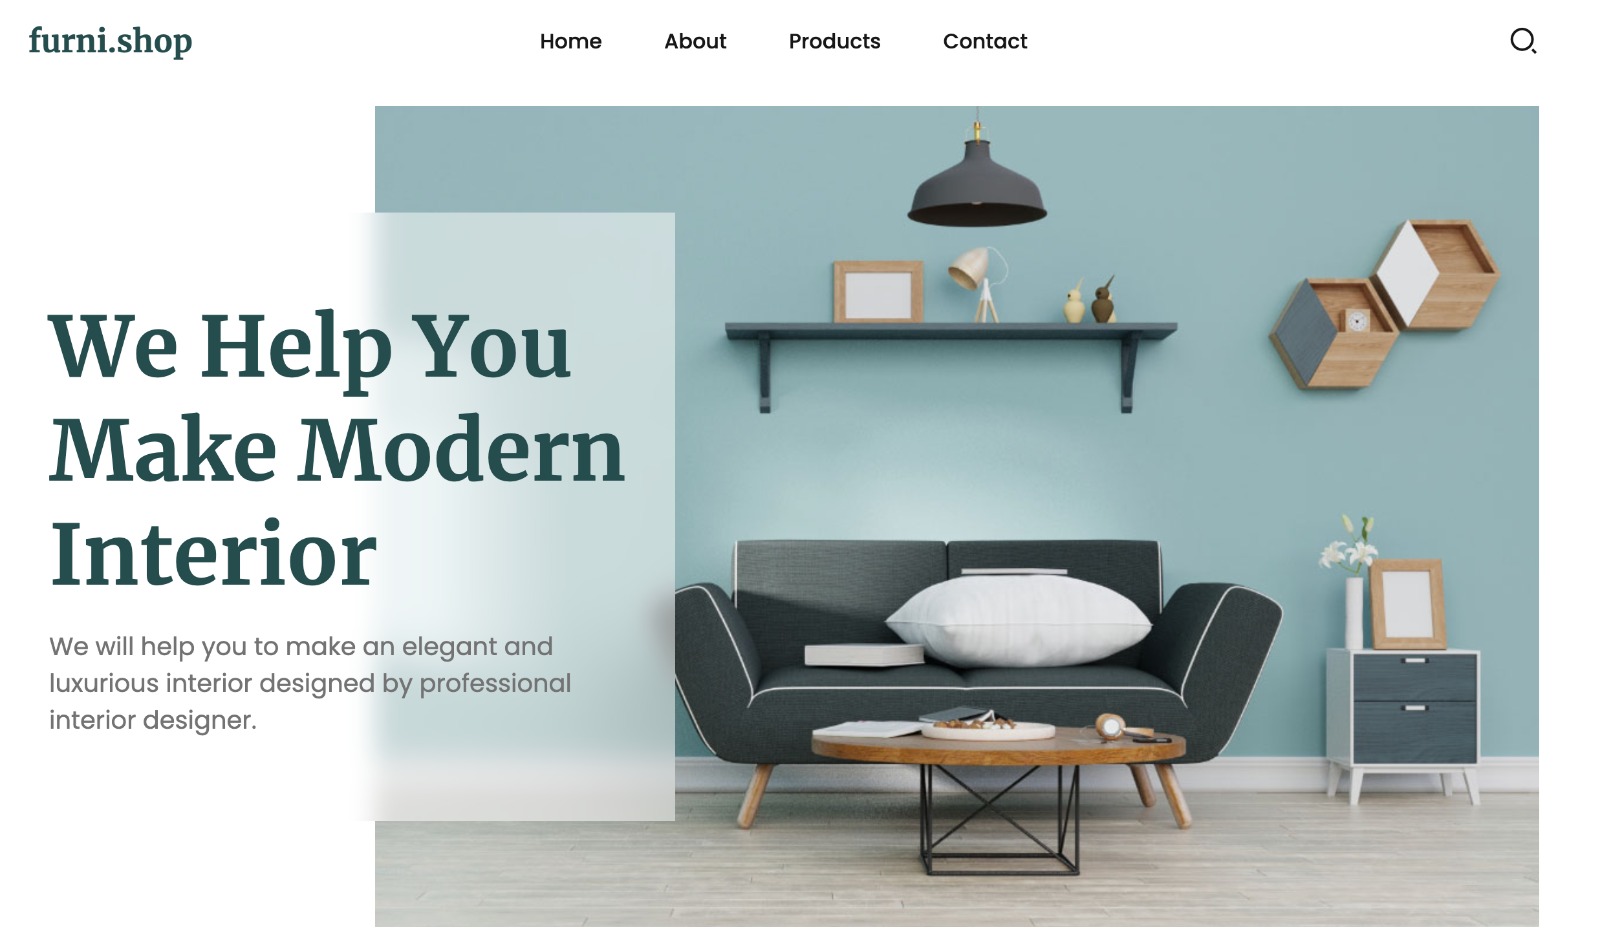 furni.shop
Home About Products Contact
We Help You
Make Modern
Interior
We will help you to make an elegant and
luxurious interior designed by professional
interior designer.